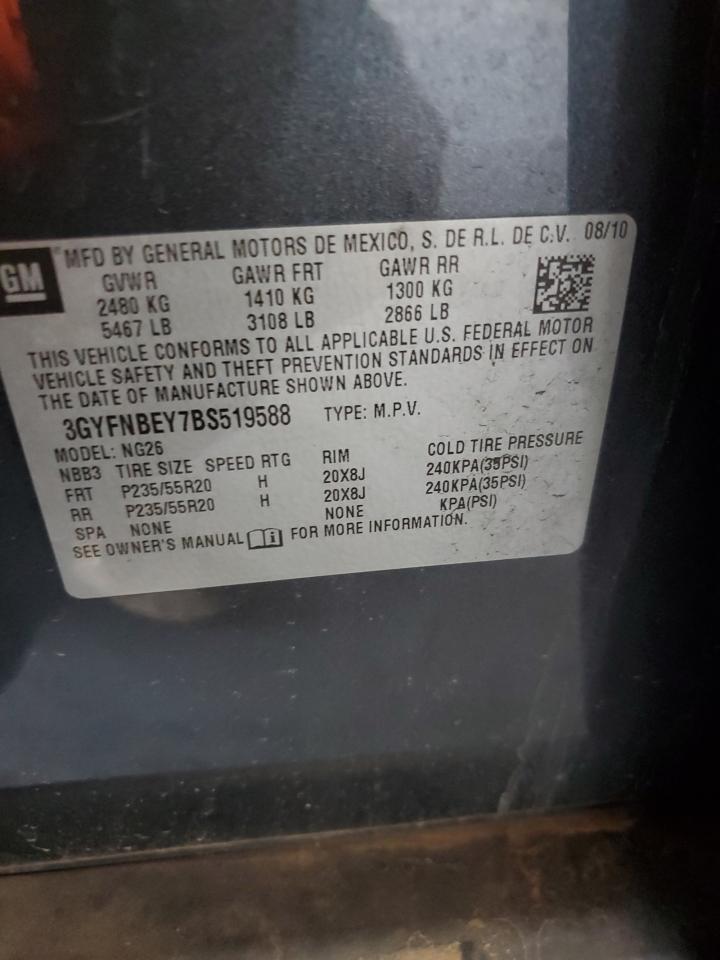 GM
MFD BY GENERAL MOTORS DE MEXICO, S. DE R.L. DE C.V. 08/10
GVWR GAWR FRT GAWR RR
2480 KG 1410 KG 1300 KG
5467 LB 3108 LB 2866 LB
THIS VEHICLE CONFORMS TO ALL APPLICABLE U.S. FEDERAL MOTOR
VEHICLE SAFETY AND THEFT PREVENTION STANDARDS IN EFFECT ON
THE DATE OF MANUFACTURE SHOWN ABOVE.
3GYFNBEY7BS519588 TYPE: M.P.V.
MODEL: NG26
NBB3 TIRE SIZE SPEED RTG RIM COLD TIRE PRESSURE
FRT P235/55R20 H 20X8J 240KPA(35PSI)
RR P235/55R20 H 20X8J 240KPA(35PSI)
SPA NONE NONE KPA(PSI)
SEE OWNER'S MANUAL FOR MORE INFORMATION.